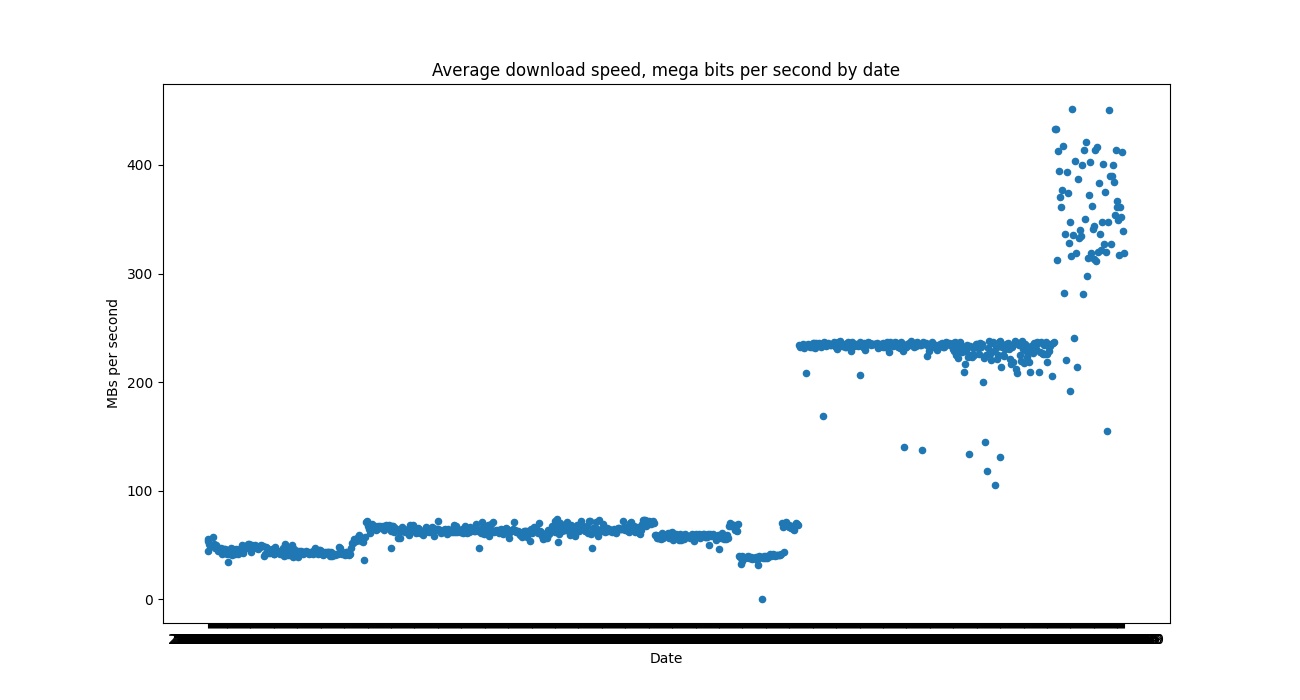 Average download speed, mega bits per second by date
400
300
200
100
0
MBs per second
Date